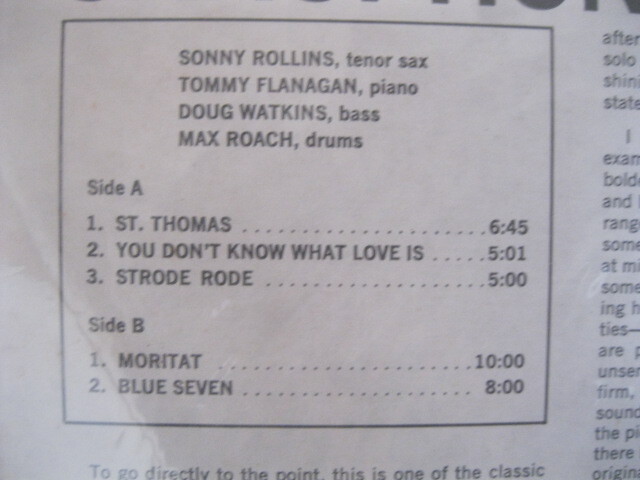 SONNY ROLLINS, tenor sax
TOMMY FLANAGAN, piano
DOUG WATKINS, bass
MAX ROACH, drums
Side A
1. ST. THOMAS ........................6:45
2. YOU DON'T KNOW WHAT LOVE IS .....5:01
3. STRODE RODE ......................5:00
Side B
1. MORITAT .........................10:00
2. BLUE SEVEN ....................... 8:00
To go directly to the point, this is one of the classic
after
solo
shini
state
I
exam
bold
and
rang
some
at mi
some
ing h
ties—
are p
unser
firm,
sound
the pi
there
origina